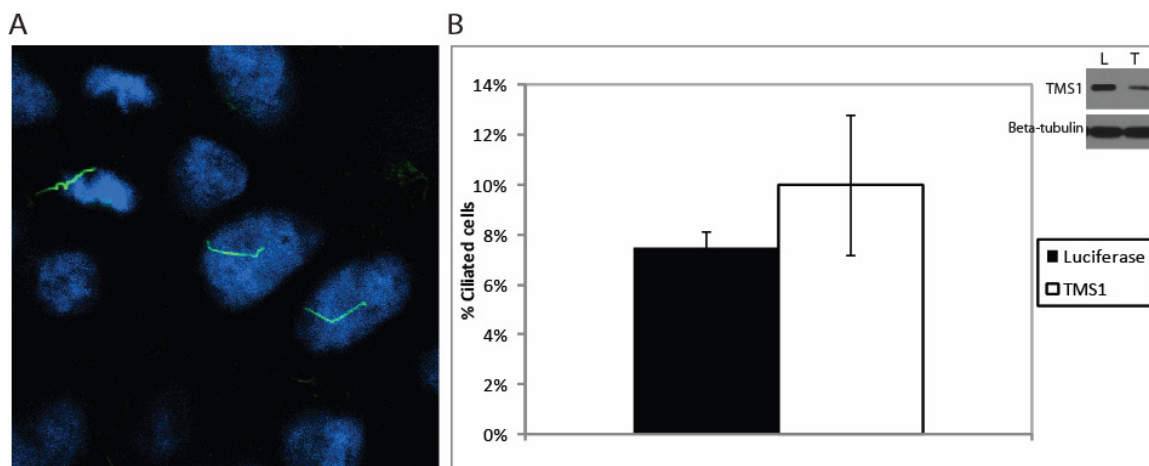 A
B
L T
TMS1
Beta-tubulin
14%
12%
10%
8%
6%
4%
2%
0%
% Ciliated cells
Luciferase
TMS1